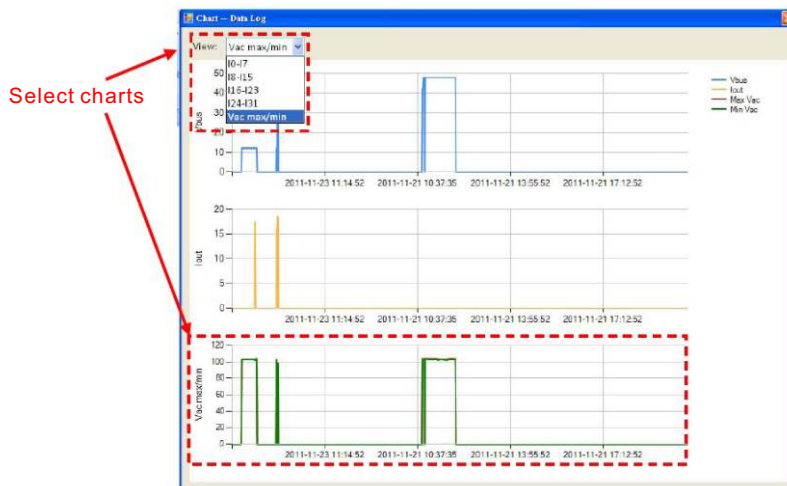 Chart -- Data Log
View: Vac max/min
I0-I7
I8-I15
I16-I23
I24-I31
Vac max/min
Select charts
50
40
30
20
10
0
Vbus
2011-11-23 11:14:52 2011-11-21 10:37:35 2011-11-21 13:55:52 2011-11-21 17:12:52
Vbus
Iout
Max Vac
Min Vac
20
15
10
5
0
Iout
2011-11-23 11:14:52 2011-11-21 10:37:35 2011-11-21 13:55:52 2011-11-21 17:12:52
120
100
80
60
40
20
0
Vac max/min
2011-11-23 11:14:52 2011-11-21 10:37:35 2011-11-21 13:55:52 2011-11-21 17:12:52